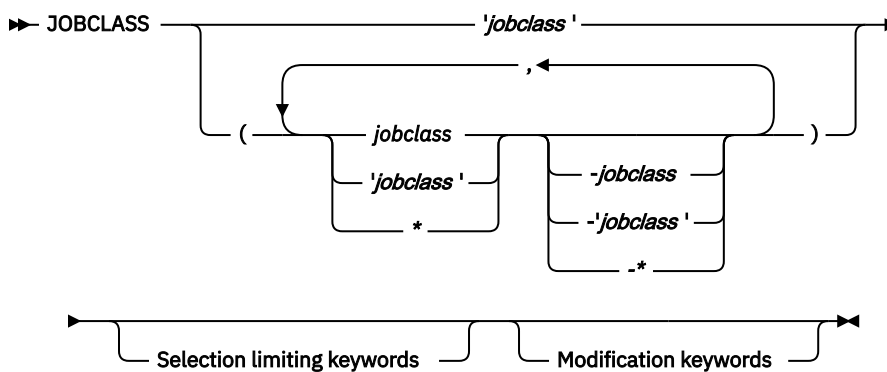 JOBCLASS 'jobclass '
,
( jobclass )
'jobclass ' -jobclass
* -'jobclass '
-*
Selection limiting keywords Modification keywords